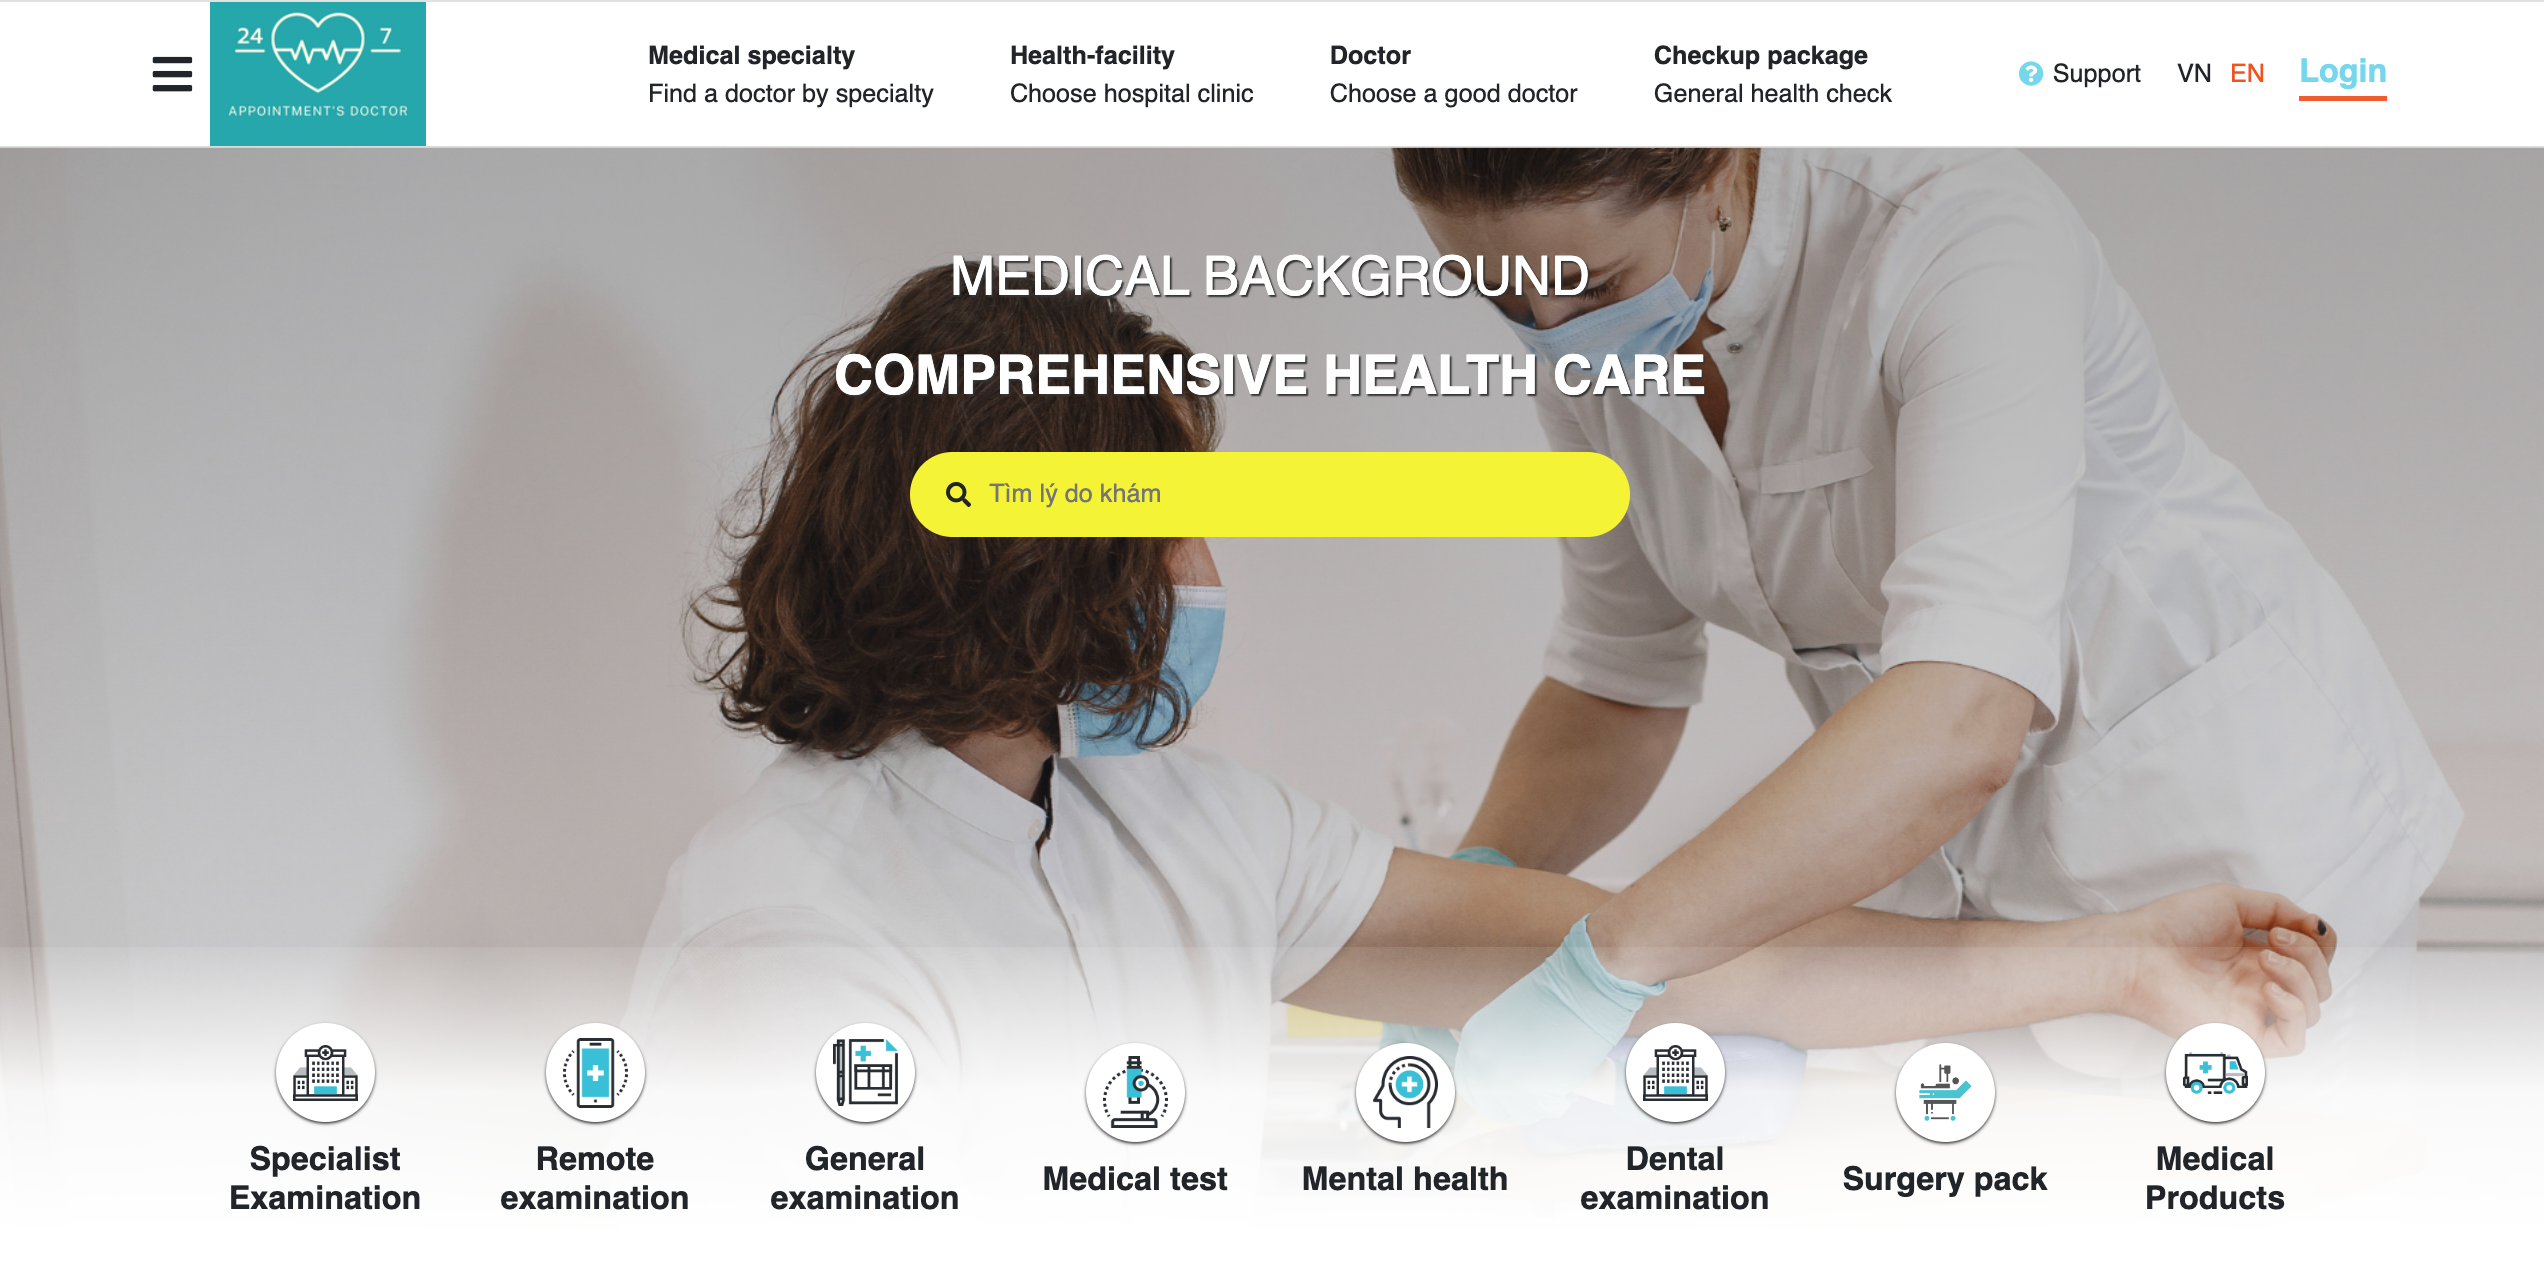 24 7
APPOINTMENT'S DOCTOR
Medical specialty
Find a doctor by specialty
Health-facility
Choose hospital clinic
Doctor
Choose a good doctor
Checkup package
General health check
Support
VN EN
Login
MEDICAL BACKGROUND
COMPREHENSIVE HEALTH CARE
Tìm lý do khám
Specialist
Examination
Remote
examination
General
examination
Medical test
Mental health
Dental
examination
Surgery pack
Medical
Products